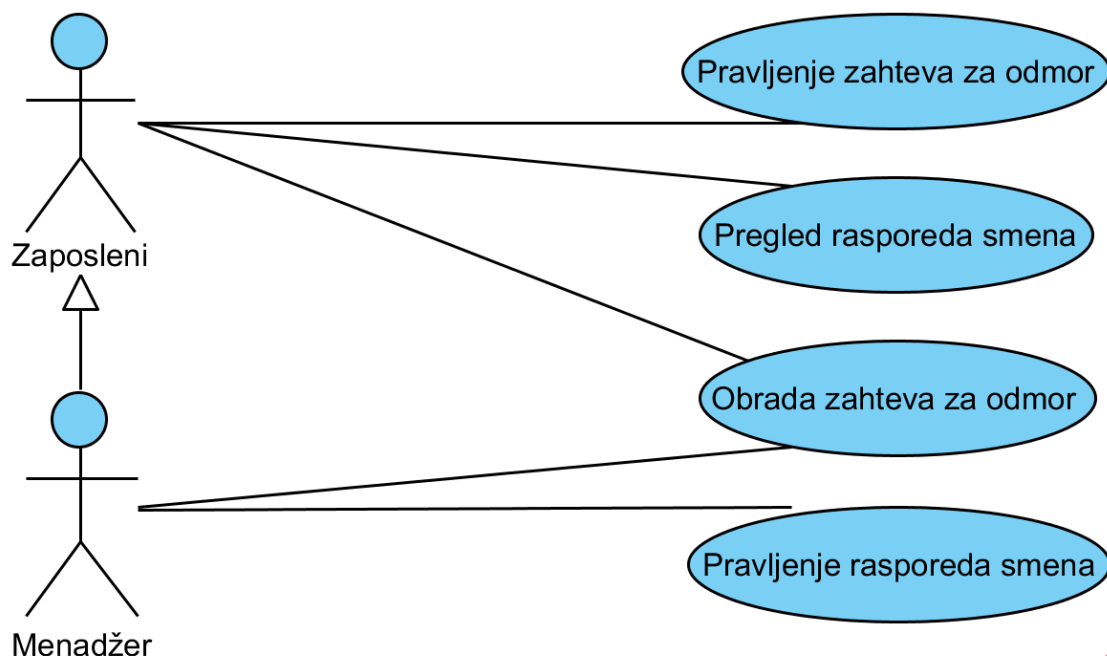 Pravljenje zahteva za odmor
Pregled rasporeda smena
Zaposleni
Obrada zahteva za odmor
Pravljenje rasporeda smena
Menadžer